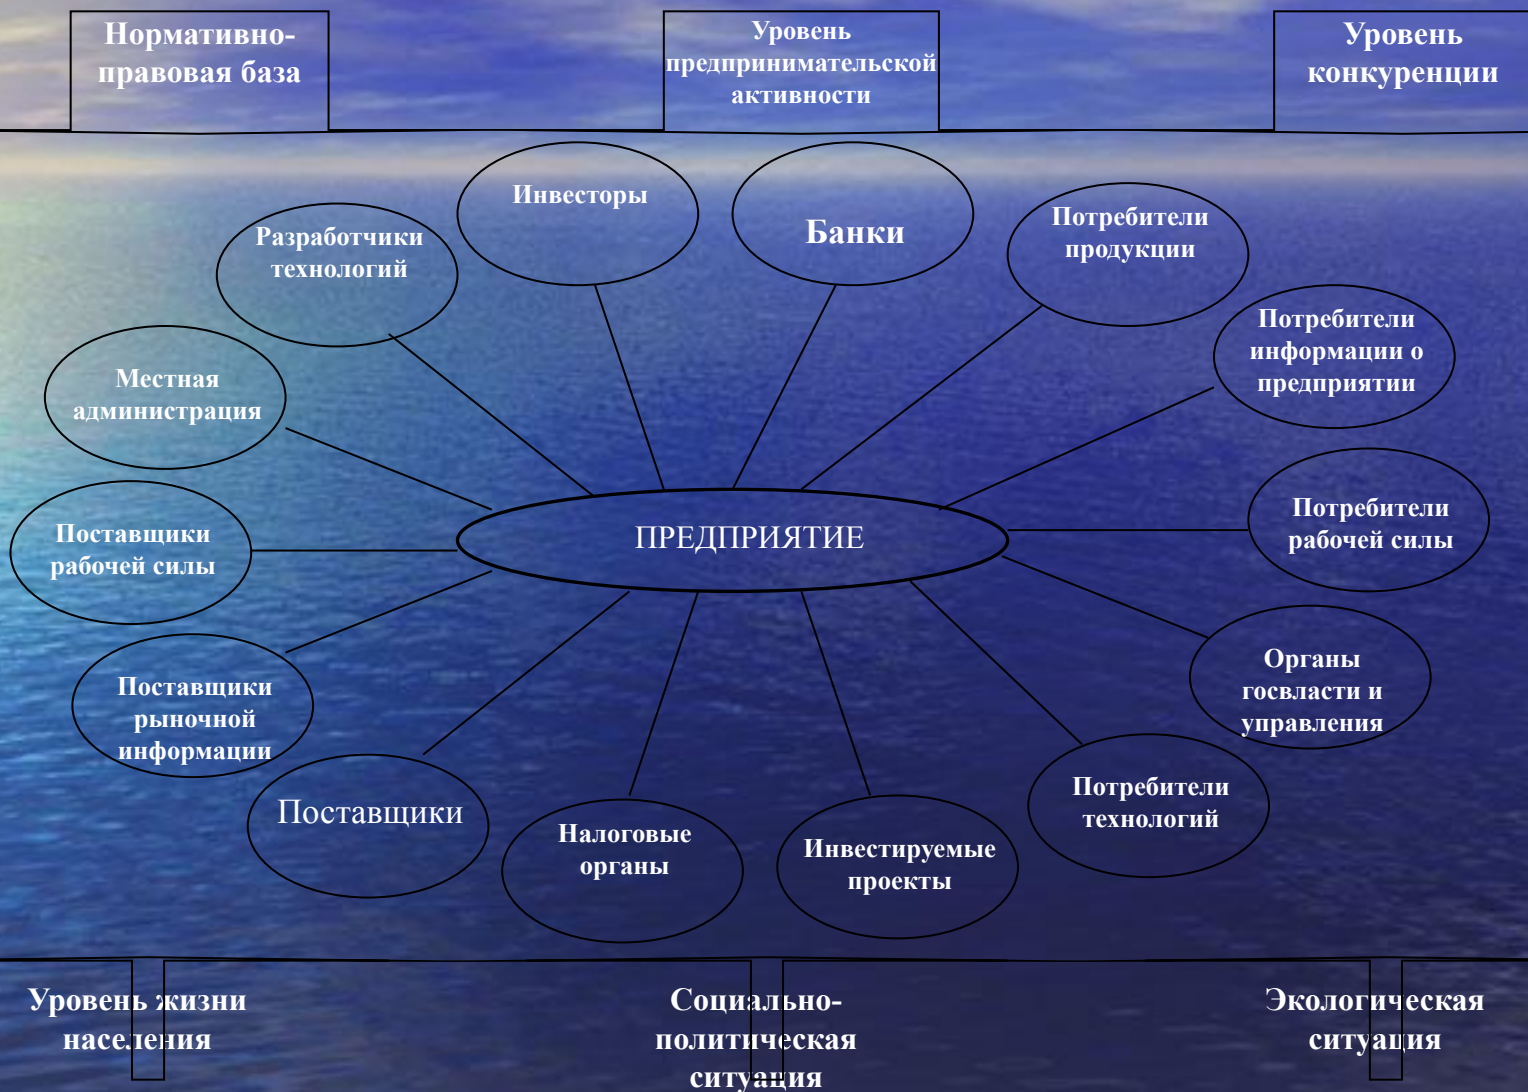 Нормативно-
правовая база
Уровень
предпринимательской
активности
Уровень
конкуренции
Инвесторы
Банки
Потребители
продукции
Разработчики
технологий
Потребители
информации о
предприятии
Местная
администрация
Потребители
рабочей силы
Поставщики
рабочей силы
ПРЕДПРИЯТИЕ
Органы
госвласти и
управления
Поставщики
рыночной
информации
Потребители
технологий
Поставщики
Налоговые
органы
Инвестируемые
проекты
Уровень жизни
населения
Социально-
политическая
ситуация
Экологическая
ситуация